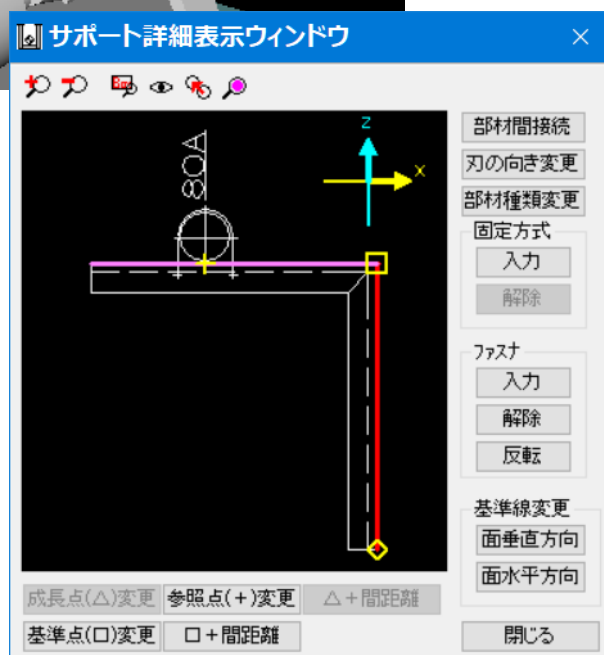 サポート詳細表示ウィンドウ
80A
Z
X
部材間接続
刃の向き変更
部材種類変更
固定方式
入力
解除
ファスナ
入力
解除
反転
基準線変更
面垂直方向
面水平方向
成長点(△)変更 参照点(+)変更 △+間距離
基準点(□)変更 □+間距離 閉じる